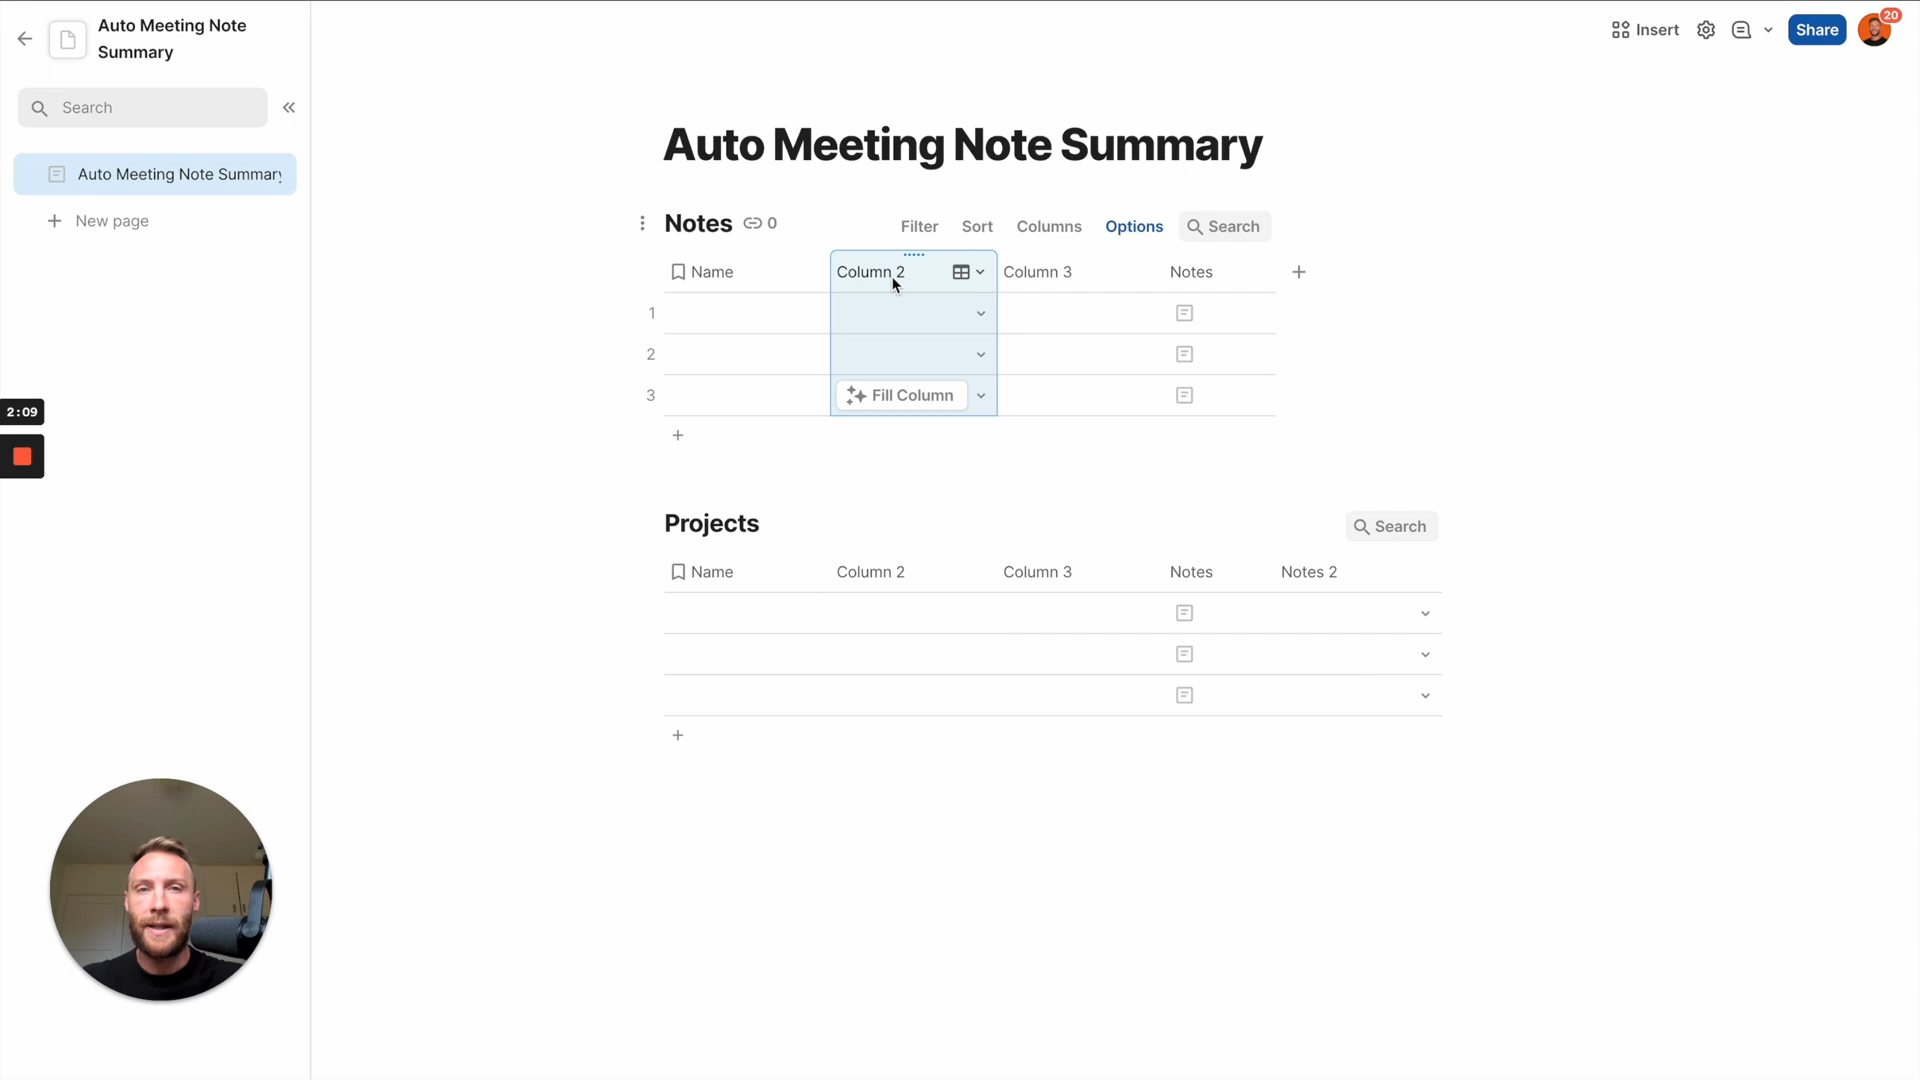 Auto Meeting Note
Summary
Search
Auto Meeting Note Summary
New page
2:09
Insert
Share
20
Auto Meeting Note Summary
Notes 0
Filter Sort Columns Options Search
Name Column 2 Column 3 Notes
1
2
3 Fill Column
Projects
Search
Name Column 2 Column 3 Notes Notes 2